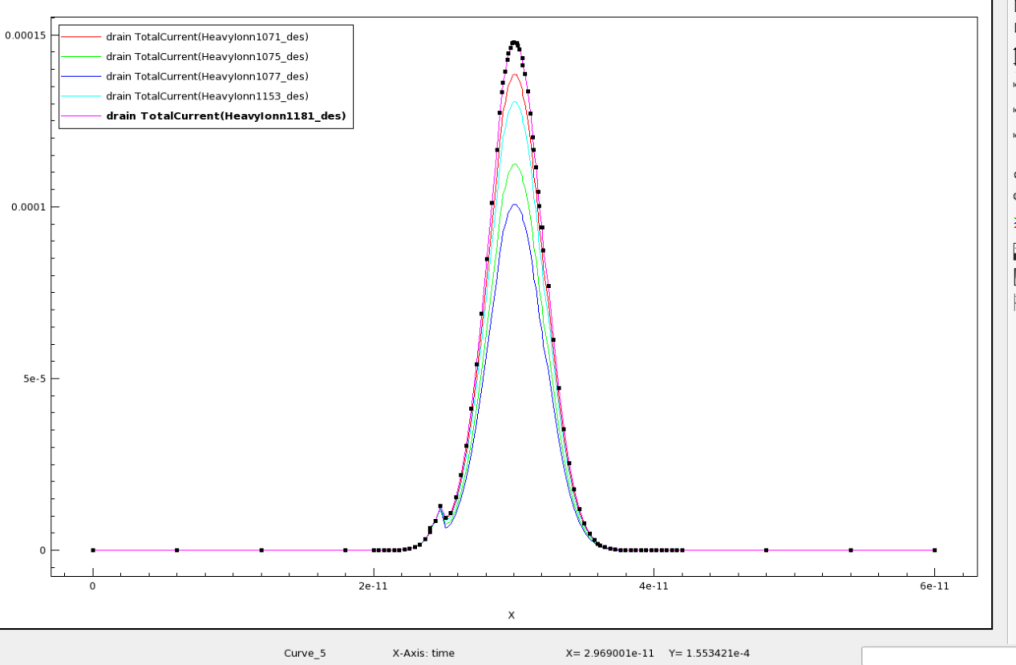 0.00015
drain TotalCurrent(HeavyIonn1071_des)
drain TotalCurrent(HeavyIonn1075_des)
drain TotalCurrent(HeavyIonn1077_des)
drain TotalCurrent(HeavyIonn1153_des)
drain TotalCurrent(HeavyIonn1181_des)
0.0001
5e-5
0
0 2e-11 4e-11 6e-11
X
Curve_5 X-Axis: time X= 2.969001e-11 Y= 1.553421e-4